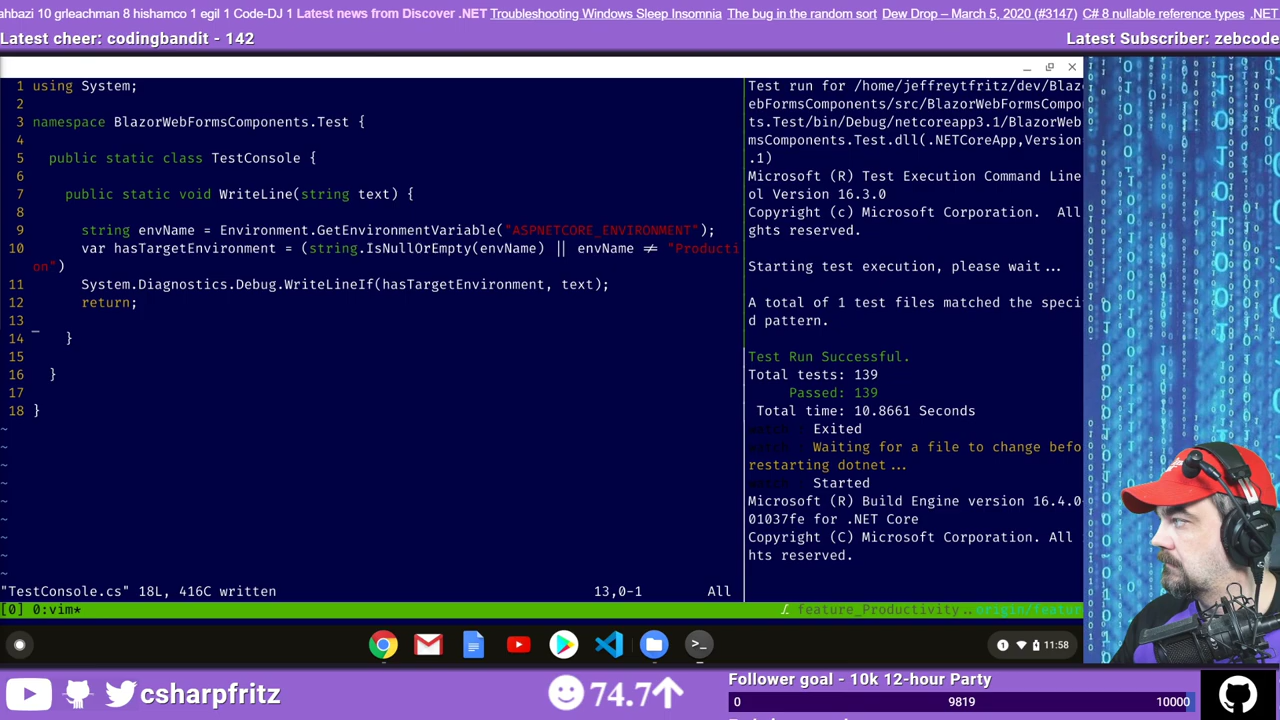 ahbazi 10 grleachman 8 hishamco 1 egil 1 Code-DJ 1 Latest news from Discover .NET Troubleshooting Windows Sleep Insomnia The bug in the random sort Dew Drop – March 5, 2020 (#3147) C# 8 nullable reference types .NET
Latest cheer: codingbandit - 142
Latest Subscriber: zebcode
1 using System;
2
3 namespace BlazorWebFormsComponents.Test {
4
5 public static class TestConsole {
6
7 public static void WriteLine(string text) {
8
9 string envName = Environment.GetEnvironmentVariable("ASPNETCORE_ENVIRONMENT");
10 var hasTargetEnvironment = (string.IsNullOrEmpty(envName) || envName ≠ "Producti
on")
11 System.Diagnostics.Debug.WriteLineIf(hasTargetEnvironment, text);
12 return;
13
14 }
15
16 }
17
18 }
~
~
~
~
~
~
~
~
~
"TestConsole.cs" 18L, 416C written 13,0-1 All
Test run for /home/jeffreytfritz/dev/Blaz
ebFormsComponents/src/BlazorWebFormsCompo
ts.Test/bin/Debug/netcoreapp3.1/BlazorWeb
msComponents.Test.dll(.NETCoreApp,Version
.1)
Microsoft (R) Test Execution Command Line
ol Version 16.3.0
Copyright (c) Microsoft Corporation.  All
ghts reserved.
Starting test execution, please wait...
A total of 1 test files matched the speci
d pattern.
Test Run Successful.
Total tests: 139
Passed: 139
Total time: 10.8661 Seconds
watch : Exited
watch : Waiting for a file to change befo
restarting dotnet...
watch : Started
Microsoft (R) Build Engine version 16.4.0
01037fe for .NET Core
Copyright (C) Microsoft Corporation. All
hts reserved.
[0] 0:vim* feature_Productivity..origin/featur
>_
1 11:58
csharpfritz
74.7↑
Follower goal - 10k 12-hour Party
0 9819 10000